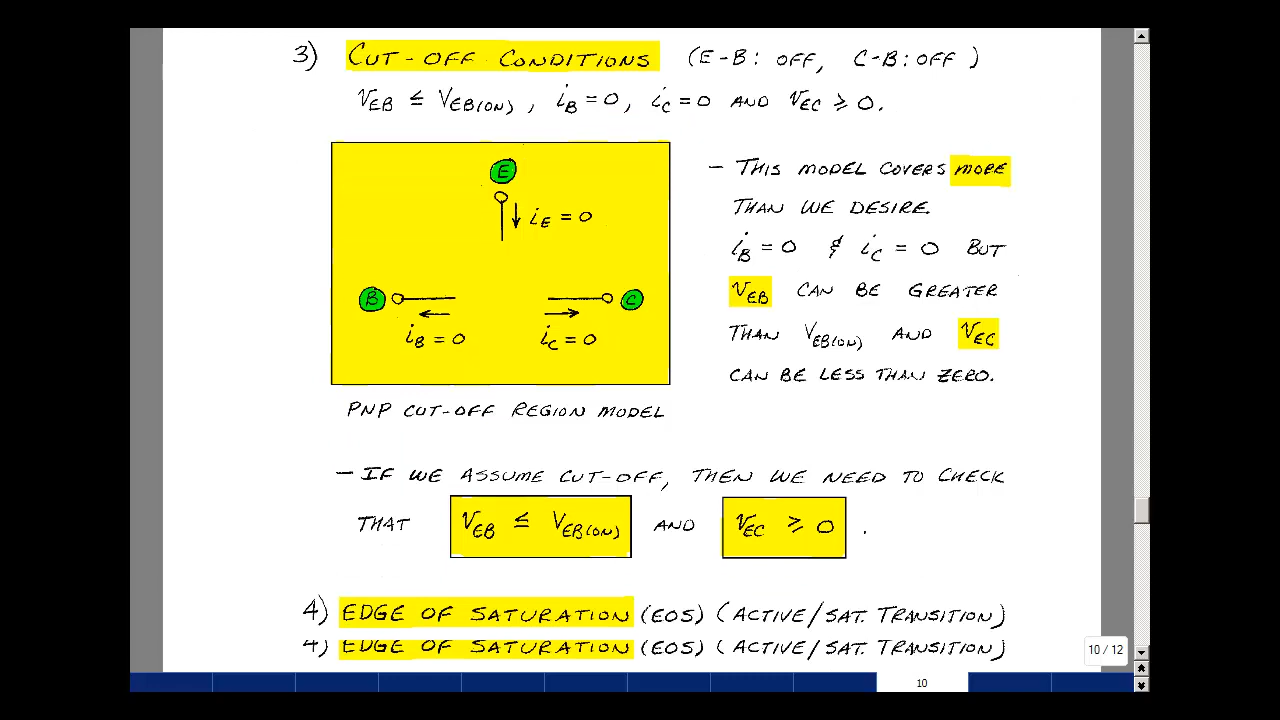 3) CUT-OFF CONDITIONS (E-B: OFF, C-B: OFF)
VEB ≤ VEB(ON), iB = 0, iC = 0 AND VEC ≥ 0.
E
iE = 0
B
C
iB = 0
iC = 0
PNP CUT-OFF REGION MODEL
– THIS MODEL COVERS MORE
THAN WE DESIRE.
iB = 0 & iC = 0 BUT
VEB CAN BE GREATER
THAN VEB(ON) AND VEC
CAN BE LESS THAN ZERO.
– IF WE ASSUME CUT-OFF, THEN WE NEED TO CHECK
THAT VEB ≤ VEB(ON) AND VEC ≥ 0.
4) EDGE OF SATURATION (EOS) (ACTIVE/SAT. TRANSITION)
4) EDGE OF SATURATION (EOS) (ACTIVE/SAT. TRANSITION)
10 / 12
10